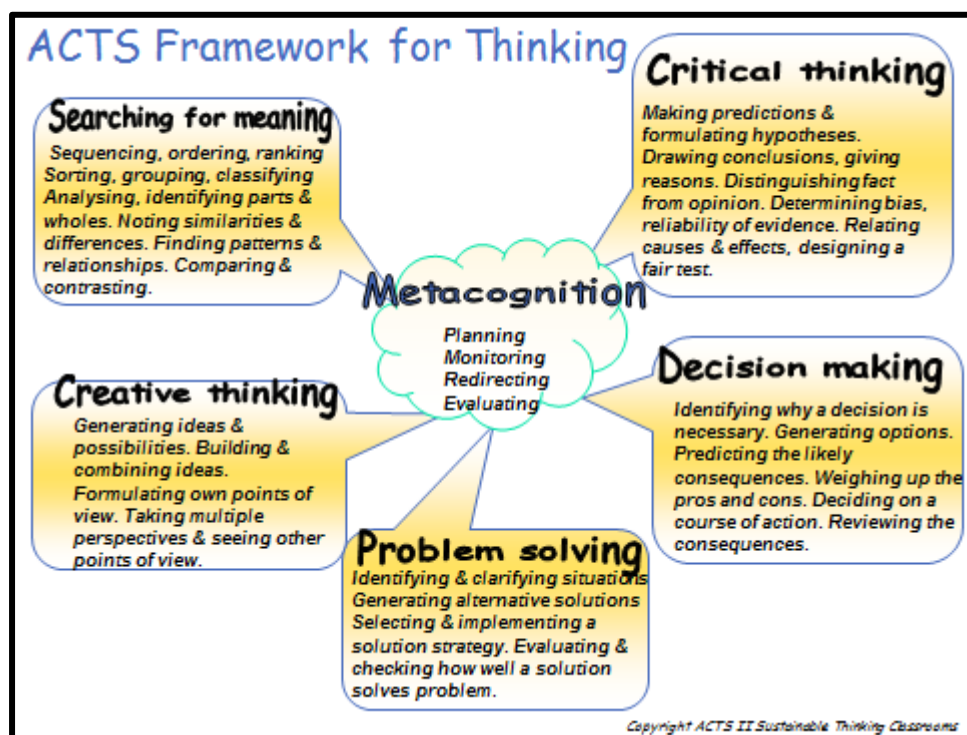 ACTS Framework for Thinking
Searching for meaning
Sequencing, ordering, ranking
Sorting, grouping, classifying
Analysing, identifying parts &
wholes. Noting similarities &
differences. Finding patterns &
relationships. Comparing &
contrasting.
Critical thinking
Making predictions &
formulating hypotheses.
Drawing conclusions, giving
reasons. Distinguishing fact
from opinion. Determining bias,
reliability of evidence. Relating
causes & effects, designing a
fair test.
Metacognition
Planning
Monitoring
Redirecting
Evaluating
Creative thinking
Generating ideas &
possibilities. Building &
combining ideas.
Formulating own points of
view. Taking multiple
perspectives & seeing other
points of view.
Decision making
Identifying why a decision is
necessary. Generating options.
Predicting the likely
consequences. Weighing up the
pros and cons. Deciding on a
course of action. Reviewing the
consequences.
Problem solving
Identifying & clarifying situations
Generating alternative solutions
Selecting & implementing a
solution strategy. Evaluating &
checking how well a solution
solves problem.
Copyright ACTS II Sustainable Thinking Classrooms